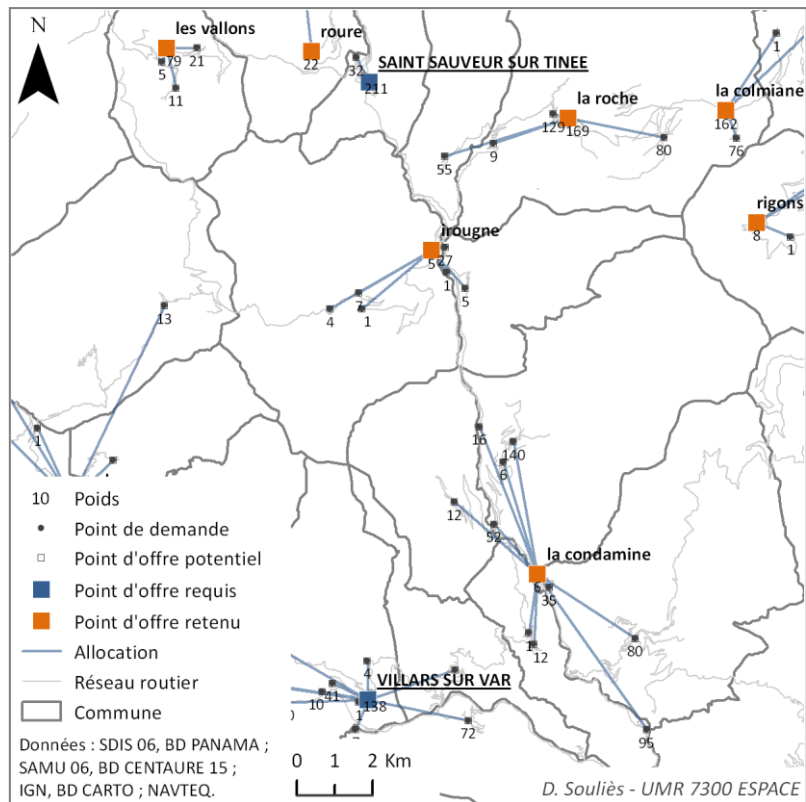 N
les vallons
79
21
5
11
roure
22
32
SAINT SAUVEUR SUR TINEE
211
la roche
129
169
80
9
55
la colmiane
162
1
76
rigons
8
1
irougne
5
27
1
5
7
4
1
13
1
16
140
6
12
52
la condamine
6
35
1
12
80
95
4
VILLARS SUR VAR
41
10
1
138
72
10 Poids
Point de demande
Point d'offre potentiel
Point d'offre requis
Point d'offre retenu
Allocation
Réseau routier
Commune
Données : SDIS 06, BD PANAMA ;
SAMU 06, BD CENTAURE 15 ;
IGN, BD CARTO ; NAVTEQ.
0 1 2 Km
D. Souliès - UMR 7300 ESPACE